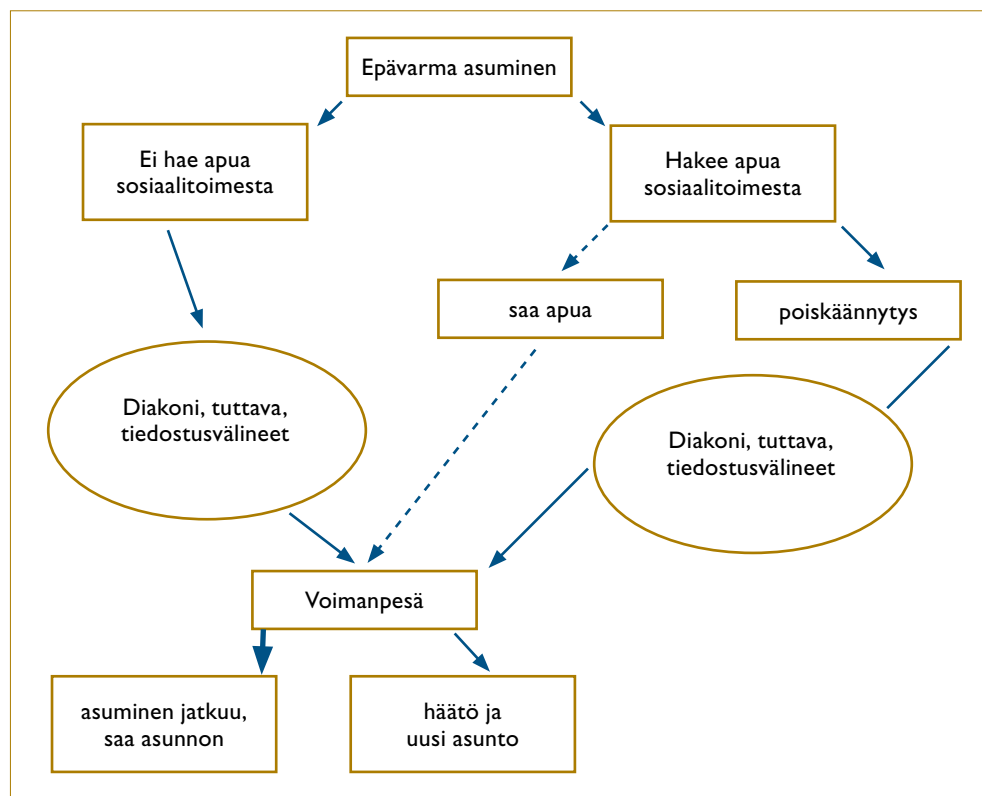 Epävarma asuminen
Ei hae apua
sosiaalitoimesta
Hakee apua
sosiaalitoimesta
saa apua
poiskäännytys
Diakoni, tuttava,
tiedostusvälineet
Diakoni, tuttava,
tiedostusvälineet
Voimanpesä
asuminen jatkuu,
saa asunnon
häätö ja
uusi asunto